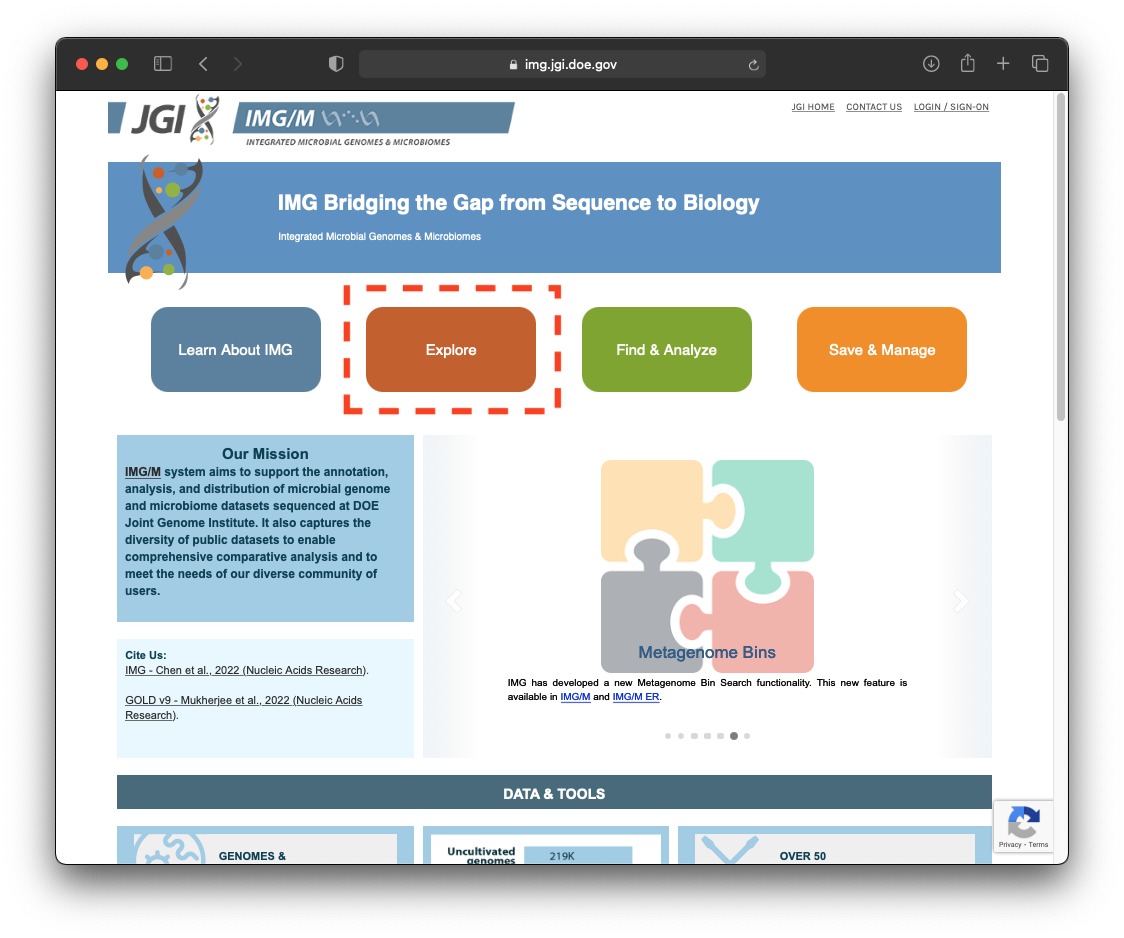 img.jgi.doe.gov
JGI
IMG/M
INTEGRATED MICROBIAL GENOMES & MICROBIOMES
JGI HOME CONTACT US LOGIN / SIGN-ON
IMG Bridging the Gap from Sequence to Biology
Integrated Microbial Genomes & Microbiomes
Learn About IMG
Explore
Find & Analyze
Save & Manage
Our Mission
IMG/M system aims to support the annotation,
analysis, and distribution of microbial genome
and microbiome datasets sequenced at DOE
Joint Genome Institute. It also captures the
diversity of public datasets to enable
comprehensive comparative analysis and to
meet the needs of our diverse community of
users.
Cite Us:
IMG - Chen et al., 2022 (Nucleic Acids Research).
GOLD v9 - Mukherjee et al., 2022 (Nucleic Acids
Research).
Metagenome Bins
IMG has developed a new Metagenome Bin Search functionality. This new feature is
available in IMG/M and IMG/M ER.
DATA & TOOLS
GENOMES &
Uncultivated
genomes
219K
OVER 50
Privacy - Terms